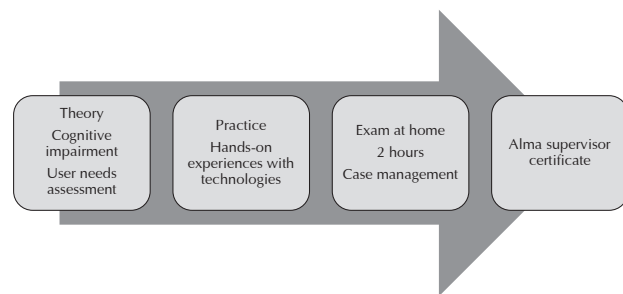 Theory
Cognitive
impairment
User needs
assessment
Practice
Hands-on
experiences with
technologies
Exam at home
2 hours
Case management
Alma supervisor
certificate